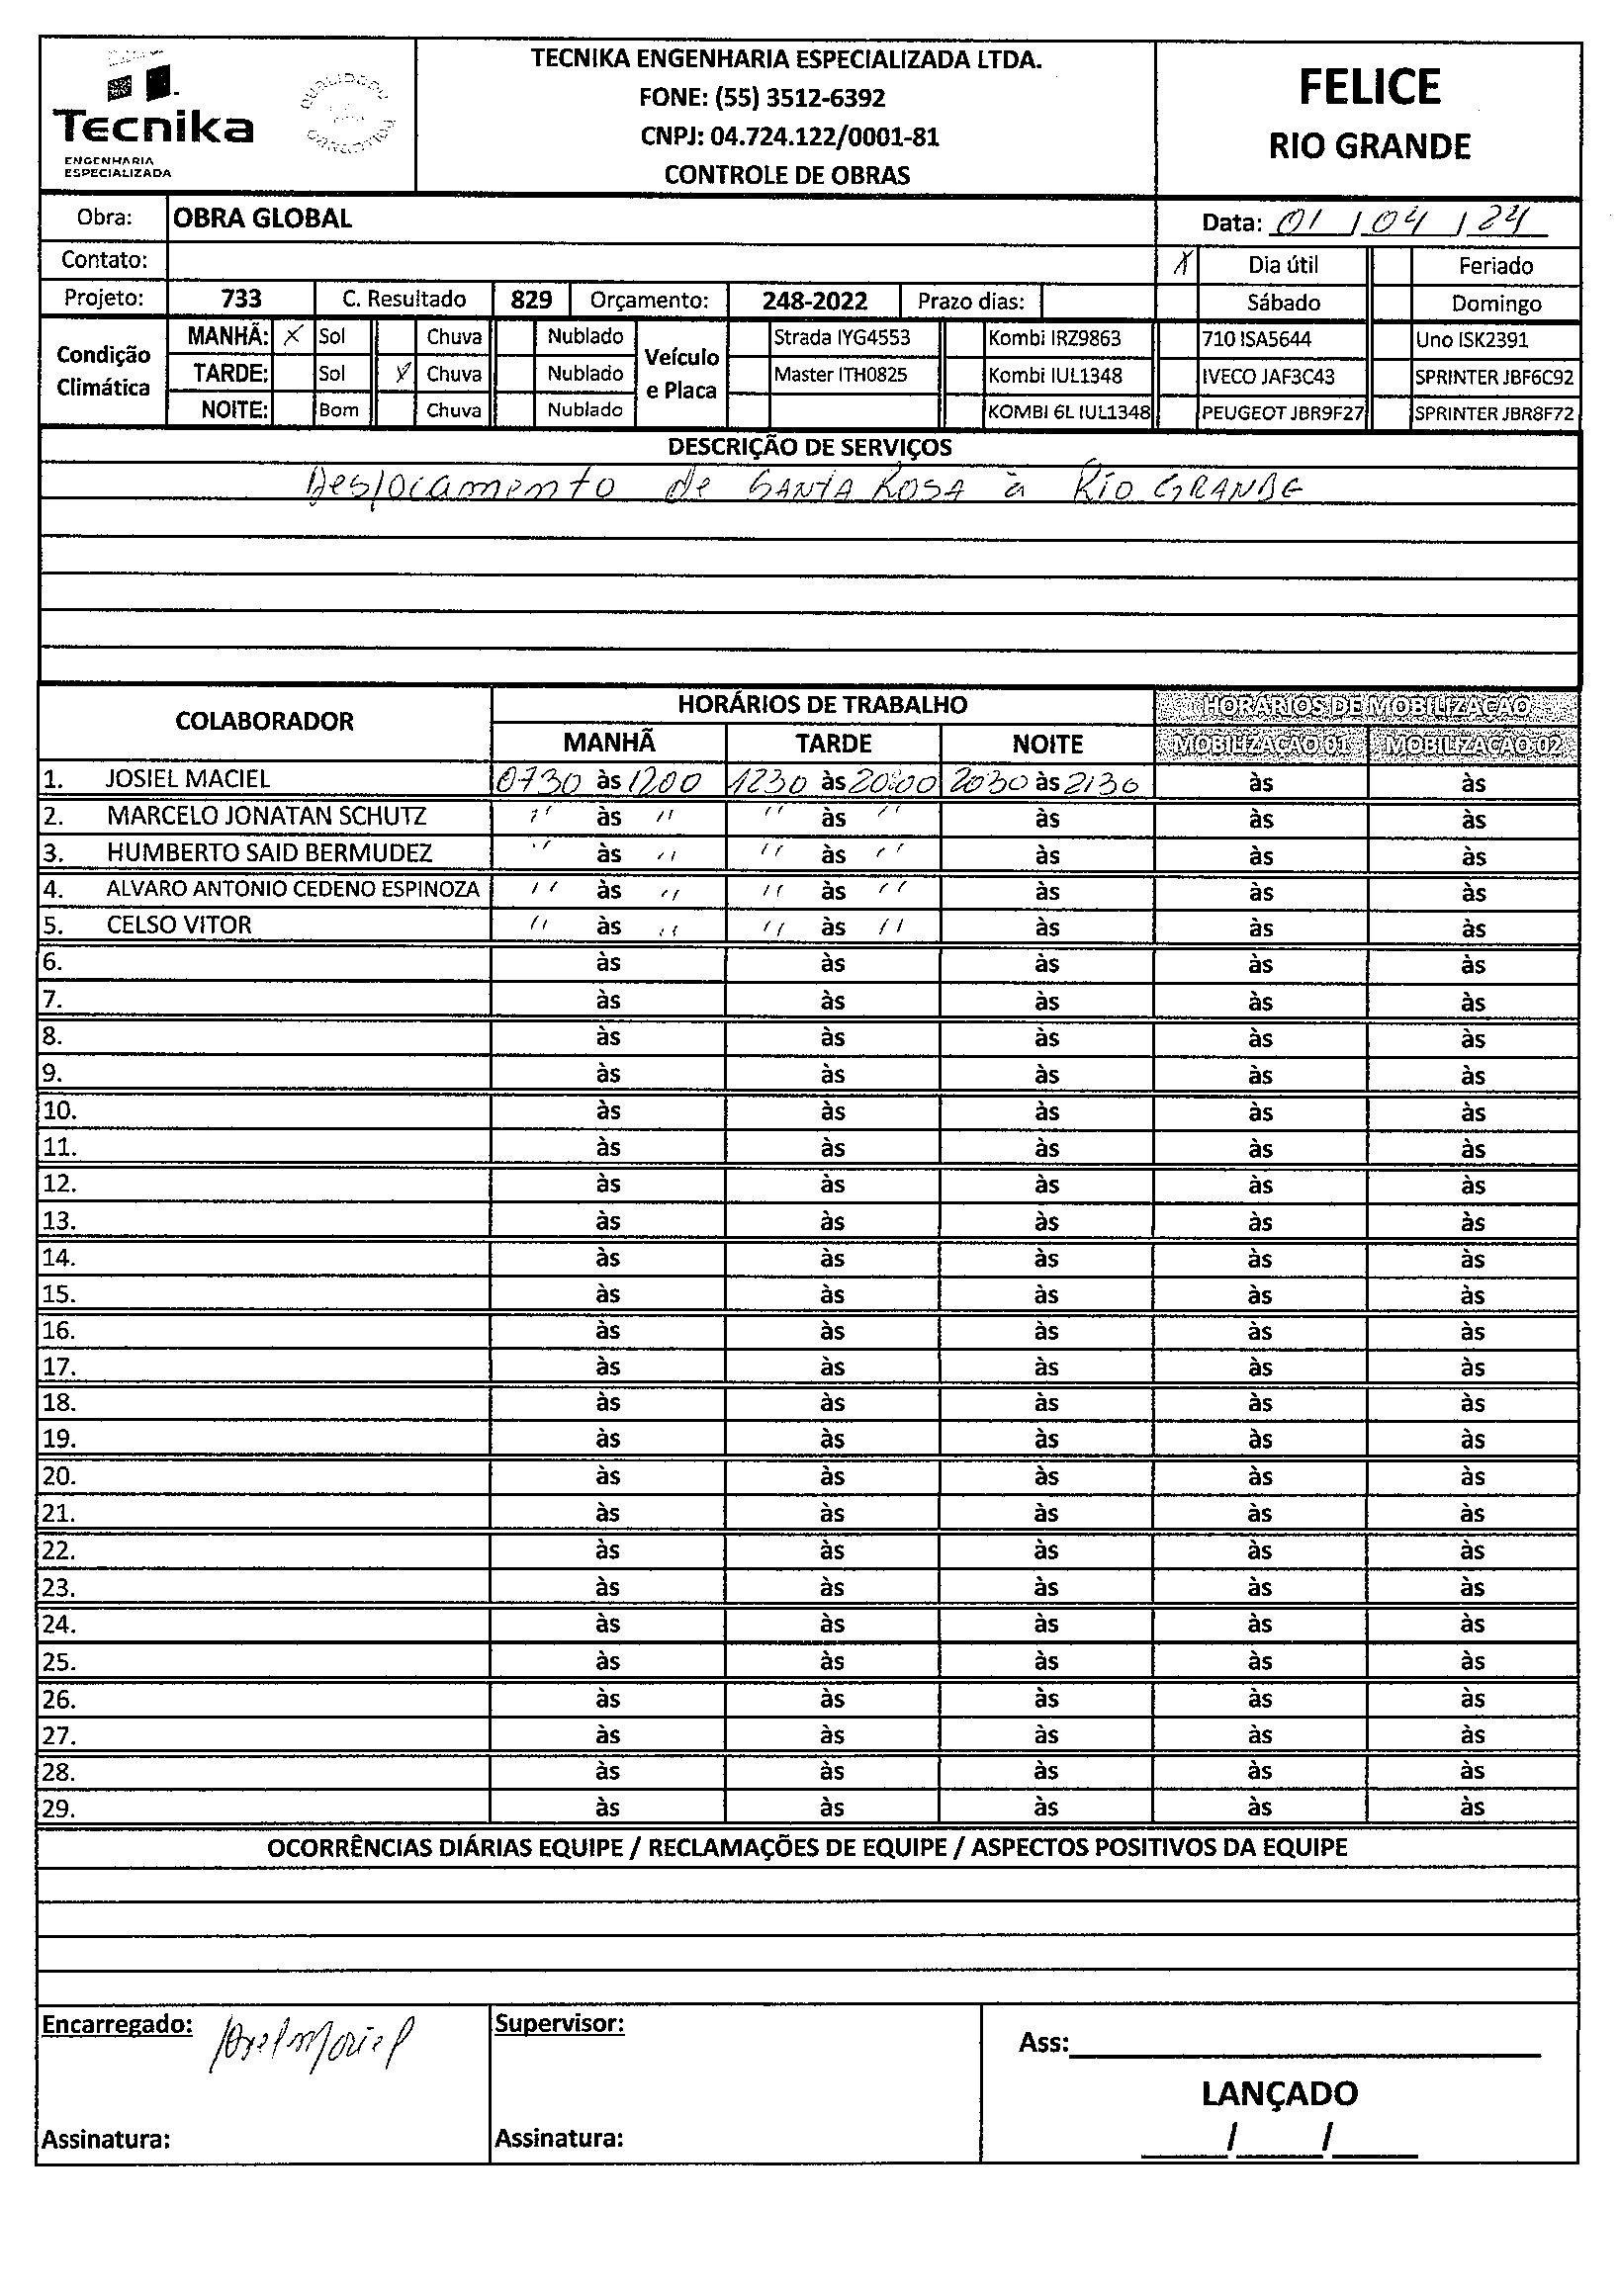 Tecnika
ENGENHARIA
ESPECIALIZADA
TECNIKA ENGENHARIA ESPECIALIZADA LTDA.
FONE: (55) 3512-6392
CNPJ: 04.724.122/0001-81
CONTROLE DE OBRAS
FELICE
RIO GRANDE
Obra: OBRA GLOBAL Data: 01/04/24
Contato: X Dia útil Feriado
Projeto: 733 C. Resultado 829 Orçamento: 248-2022 Prazo dias: Sábado Domingo
Condição Climática
MANHÃ: X Sol Chuva Nublado Veículo e Placa Strada IYG4553 Kombi IRZ9863 710 ISA5644 Uno ISK2391
TARDE: Sol X Chuva Nublado Master ITH0825 Kombi IUL1348 IVECO JAF3C43 SPRINTER JBF6C92
NOITE: Bom Chuva Nublado KOMBI 6L IUL1348 PEUGEOT JBR9F27 SPRINTER JBR8F72
DESCRIÇÃO DE SERVIÇOS
Deslocamento de SANTA ROSA à RIO GRANDE
COLABORADOR HORÁRIOS DE TRABALHO HORÁRIOS DE MOBILIZAÇÃO
MANHÃ TARDE NOITE MOBILIZAÇÃO 01 MOBILIZAÇÃO 02
1. JOSIEL MACIEL 0730 às 1200 1230 às 20:00 2030 às 2130 às às
2. MARCELO JONATAN SCHUTZ " às " " às " às às às
3. HUMBERTO SAID BERMUDEZ " às " " às " às às às
4. ALVARO ANTONIO CEDENO ESPINOZA " às " " às " às às às
5. CELSO VITOR " às " " às " às às às
6. às às às às às
7. às às às às às
8. às às às às às
9. às às às às às
10. às às às às às
11. às às às às às
12. às às às às às
13. às às às às às
14. às às às às às
15. às às às às às
16. às às às às às
17. às às às às às
18. às às às às às
19. às às às às às
20. às às às às às
21. às às às às às
22. às às às às às
23. às às às às às
24. às às às às às
25. às às às às às
26. às às às às às
27. às às às às às
28. às às às às às
29. às às às às às
OCORRÊNCIAS DIÁRIAS EQUIPE / RECLAMAÇÕES DE EQUIPE / ASPECTOS POSITIVOS DA EQUIPE
Encarregado: Supervisor: Ass:
LANÇADO
Assinatura: Assinatura: / /